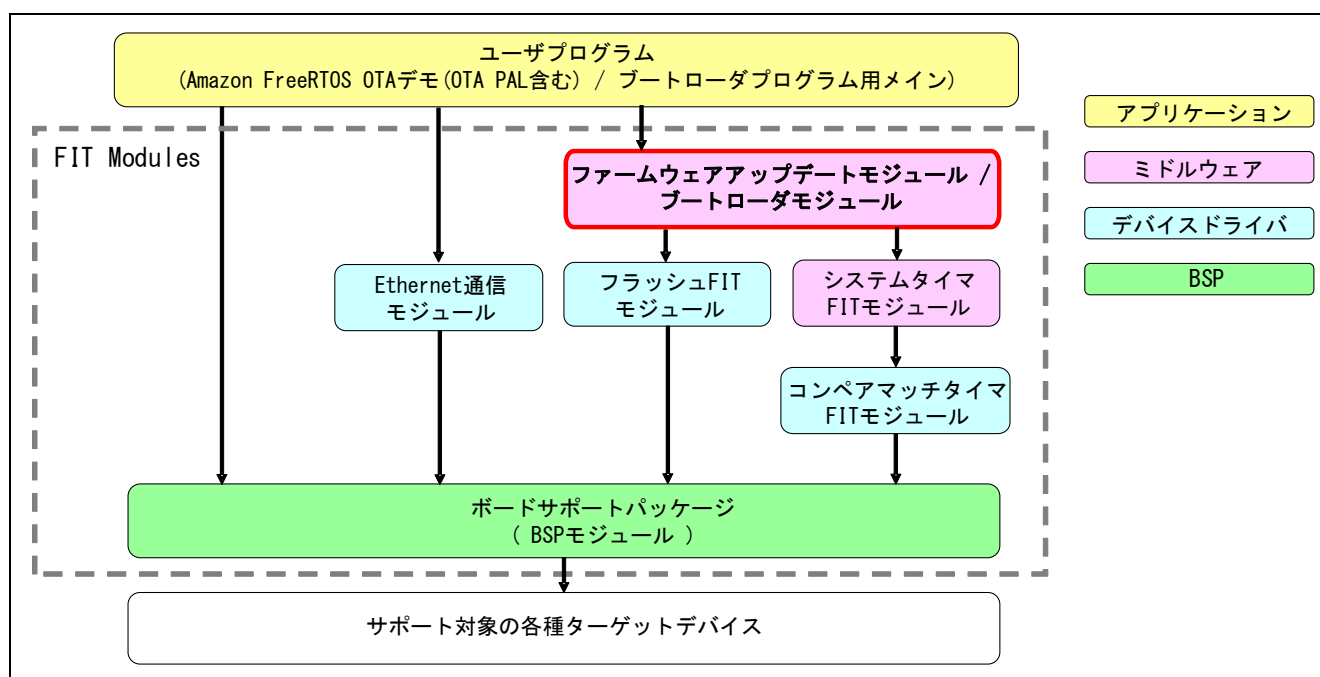 ユーザプログラム
(Amazon FreeRTOS OTAデモ(OTA PAL含む) / ブートローダプログラム用メイン)
FIT Modules
ファームウェアアップデートモジュール /
ブートローダモジュール
Ethernet通信
モジュール
フラッシュFIT
モジュール
システムタイマ
FITモジュール
コンペアマッチタイマ
FITモジュール
ボードサポートパッケージ
( BSPモジュール )
サポート対象の各種ターゲットデバイス
アプリケーション
ミドルウェア
デバイスドライバ
BSP